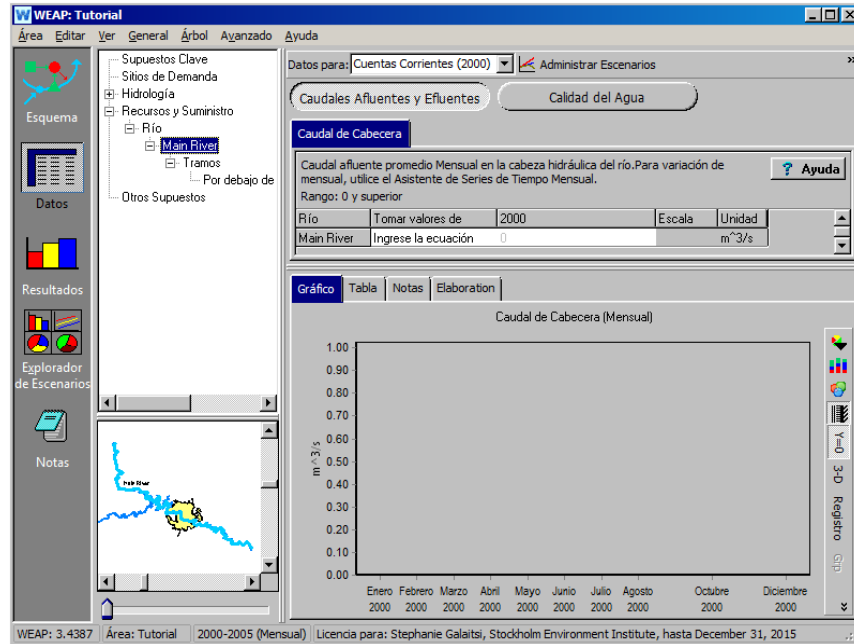 WEAP: Tutorial
Área Editar Ver General Árbol Avanzado Ayuda
Esquema
Datos
Resultados
Explorador
de Escenarios
Notas
Supuestos Clave
Sitios de Demanda
Hidrología
Recursos y Suministro
Río
Main River
Tramos
Por debajo de
Otros Supuestos
Main River
Datos para: Cuentas Corrientes (2000) Administrar Escenarios »
Caudales Afluentes y Efluentes Calidad del Agua
Caudal de Cabecera
Caudal afluente promedio Mensual en la cabeza hidráulica del río.Para variación de
mensual, utilice el Asistente de Series de Tiempo Mensual.
Rango: 0 y superior
? Ayuda
Río Tomar valores de 2000 Escala Unidad
Main River Ingrese la ecuación 0 m^3/s
Gráfico Tabla Notas Elaboration
Caudal de Cabecera (Mensual)
m^3/s
1.00
0.90
0.80
0.70
0.60
0.50
0.40
0.30
0.20
0.10
0.00
Enero Febrero Marzo Abril Mayo Junio Julio Agosto Octubre Diciembre
2000 2000 2000 2000 2000 2000 2000 2000 2000 2000
Y=0
3-D
Registro
WEAP: 3.4387 Área: Tutorial 2000-2005 (Mensual) Licencia para: Stephanie Galaitsi, Stockholm Environment Institute, hasta December 31, 2015